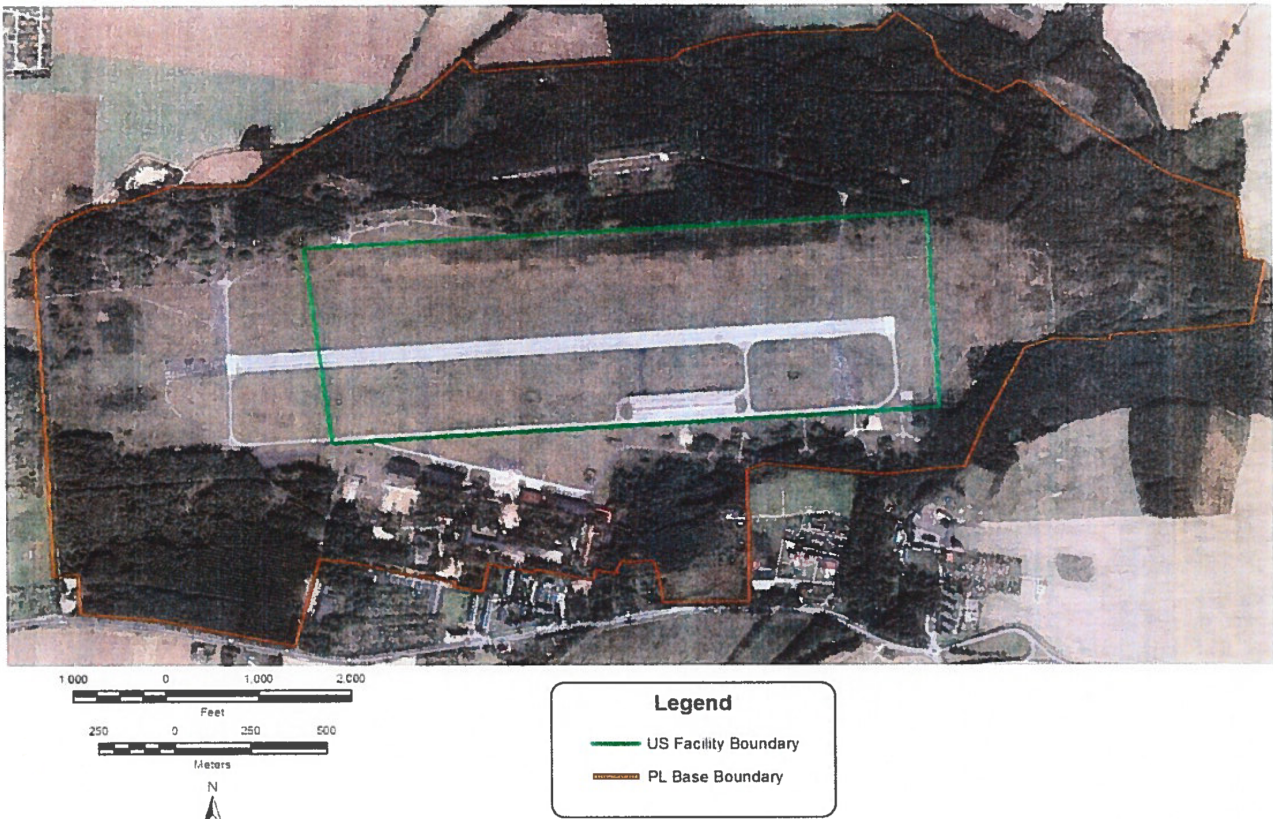 1 000 0 1,000 2,000
Feet
250 0 250 500
Meters
N
Legend
US Facility Boundary
PL Base Boundary